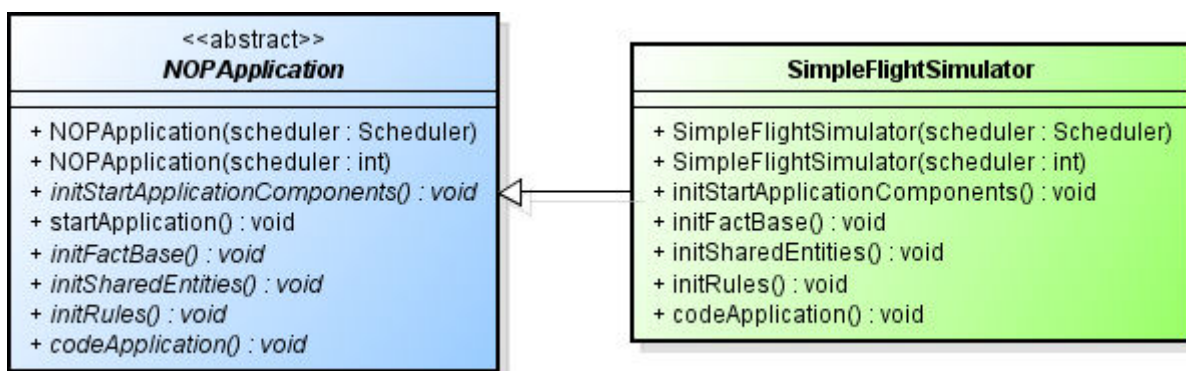 <<abstract>>
NOPApplication
+ NOPApplication(scheduler : Scheduler)
+ NOPApplication(scheduler : int)
+ initStartApplicationComponents() : void
+ startApplication() : void
+ initFactBase() : void
+ initSharedEntities() : void
+ initRules() : void
+ codeApplication() : void
SimpleFlightSimulator
+ SimpleFlightSimulator(scheduler : Scheduler)
+ SimpleFlightSimulator(scheduler : int)
+ initStartApplicationComponents() : void
+ initFactBase() : void
+ initSharedEntities() : void
+ initRules() : void
+ codeApplication() : void